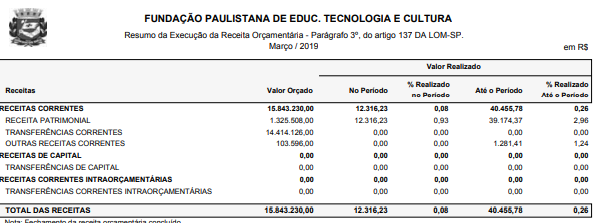 FUNDAÇÃO PAULISTANA DE EDUC. TECNOLOGIA E CULTURA
Resumo da Execução da Receita Orçamentária - Parágrafo 3º, do artigo 137 DA LOM-SP.
Março / 2019
em R$
Valor Realizado
Receitas Valor Orçado No Período % Realizado no Período Até o Período % Realizado Até o Período
RECEITAS CORRENTES 15.843.230,00 12.316,23 0,08 40.455,78 0,26
RECEITA PATRIMONIAL 1.325.508,00 12.316,23 0,93 39.174,37 2,96
TRANSFERÊNCIAS CORRENTES 14.414.126,00 0,00 0,00 0,00 0,00
OUTRAS RECEITAS CORRENTES 103.596,00 0,00 0,00 1.281,41 1,24
RECEITAS DE CAPITAL 0,00 0,00 0,00 0,00 0,00
TRANSFERÊNCIAS DE CAPITAL 0,00 0,00 0,00 0,00 0,00
RECEITAS CORRENTES INTRAORÇAMENTÁRIAS 0,00 0,00 0,00 0,00 0,00
TRANSFERÊNCIAS CORRENTES INTRAORÇAMENTÁRIAS 0,00 0,00 0,00 0,00 0,00
TOTAL DAS RECEITAS 15.843.230,00 12.316,23 0,08 40.455,78 0,26
Nota: Fechamento da receita orçamentária concluído